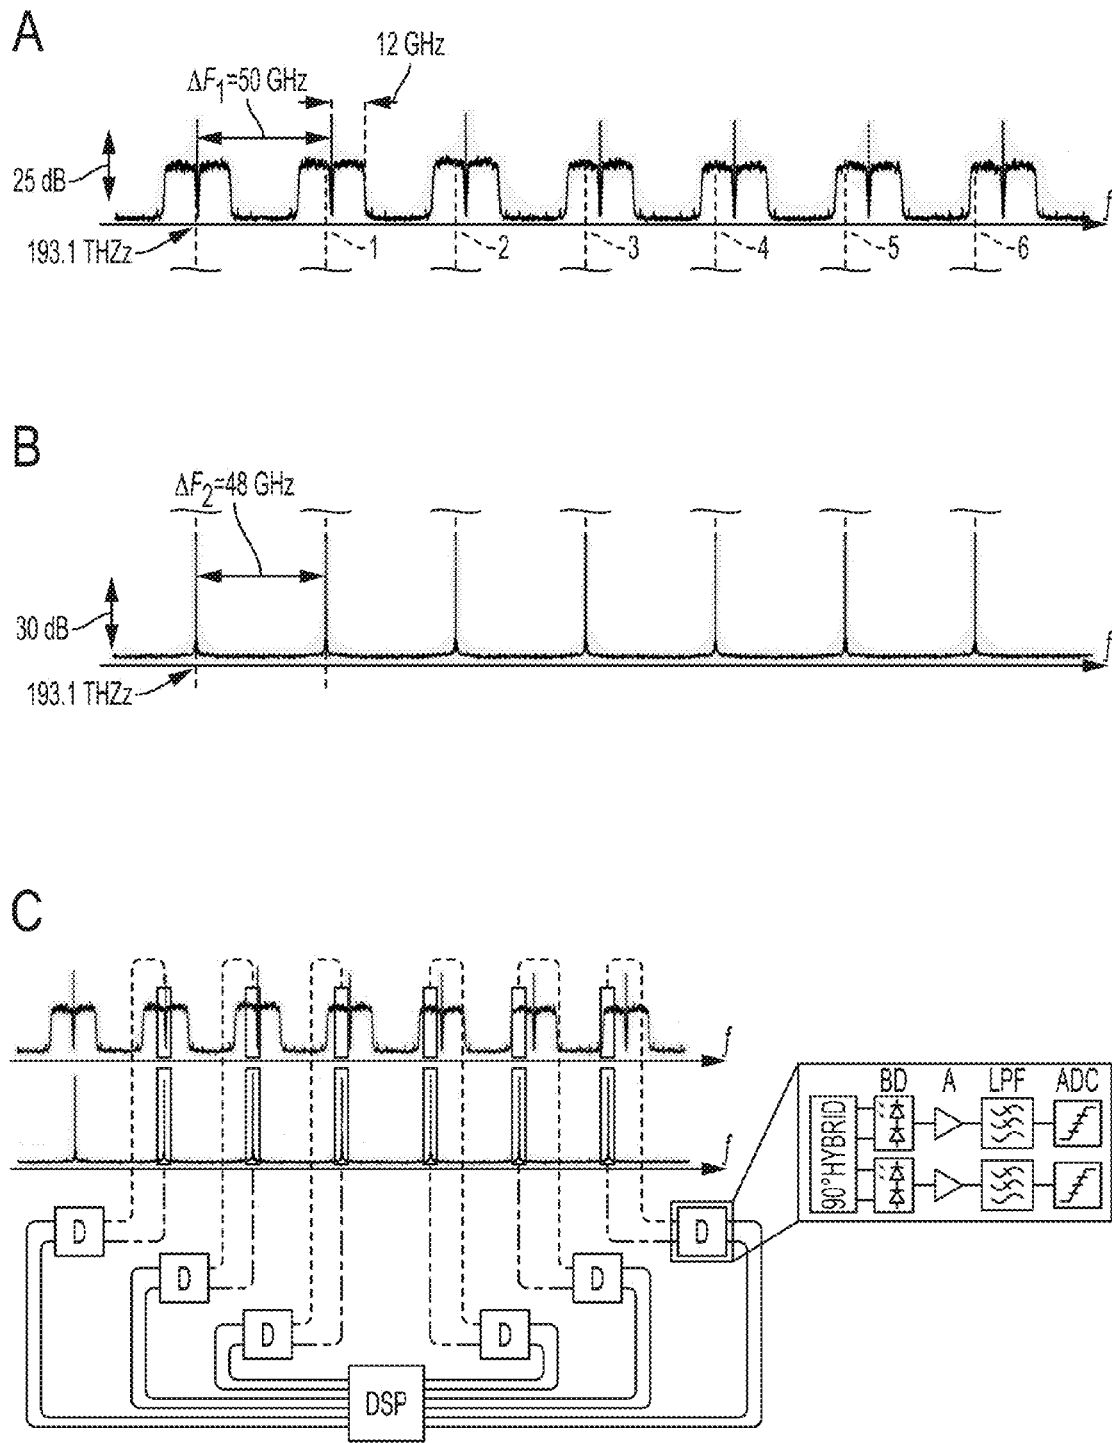 A
12 GHz
ΔF1=50 GHz
25 dB
f
193.1 THZz
1
2
3
4
5
6
B
ΔF2=48 GHz
30 dB
f
193.1 THZz
C
f
f
BD A LPF ADC
90°HYBRID
D
D
D
D
D
D
DSP